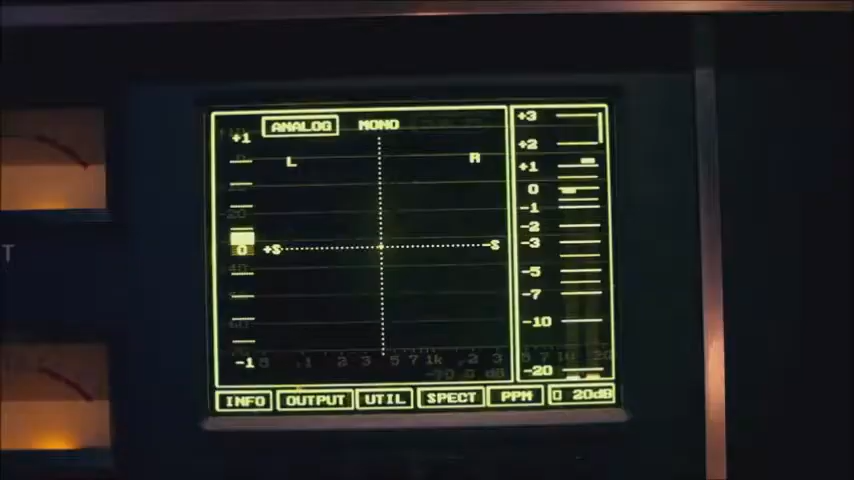 ANALOG MONO
+1
L R
0 +S -S
-1
+3
+2
+1
0
-1
-2
-3
-5
-7
-10
-20
INFO OUTPUT UTIL SPECT PPM 20dB
T